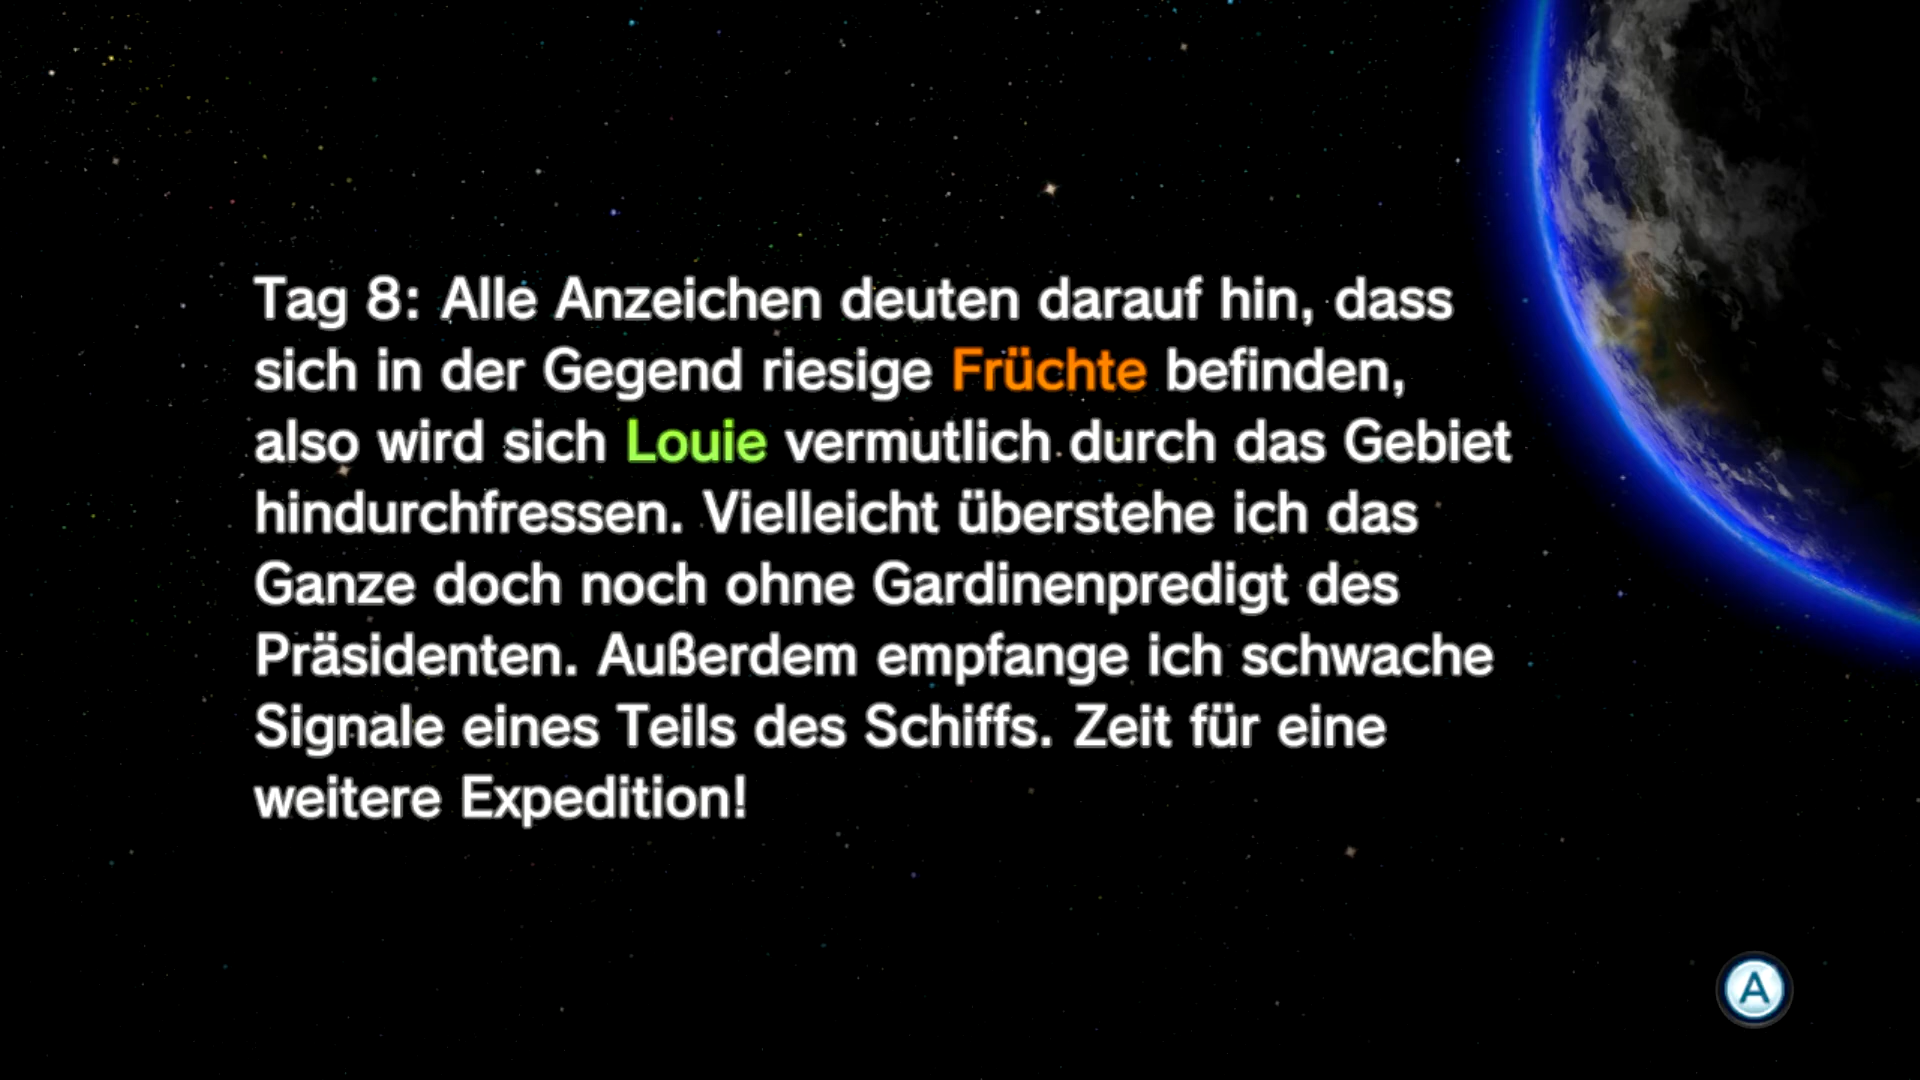 Tag 8: Alle Anzeichen deuten darauf hin, dass
sich in der Gegend riesige Früchte befinden,
also wird sich Louie vermutlich durch das Gebiet
hindurchfressen. Vielleicht überstehe ich das
Ganze doch noch ohne Gardinenpredigt des
Präsidenten. Außerdem empfange ich schwache
Signale eines Teils des Schiffs. Zeit für eine
weitere Expedition!
A